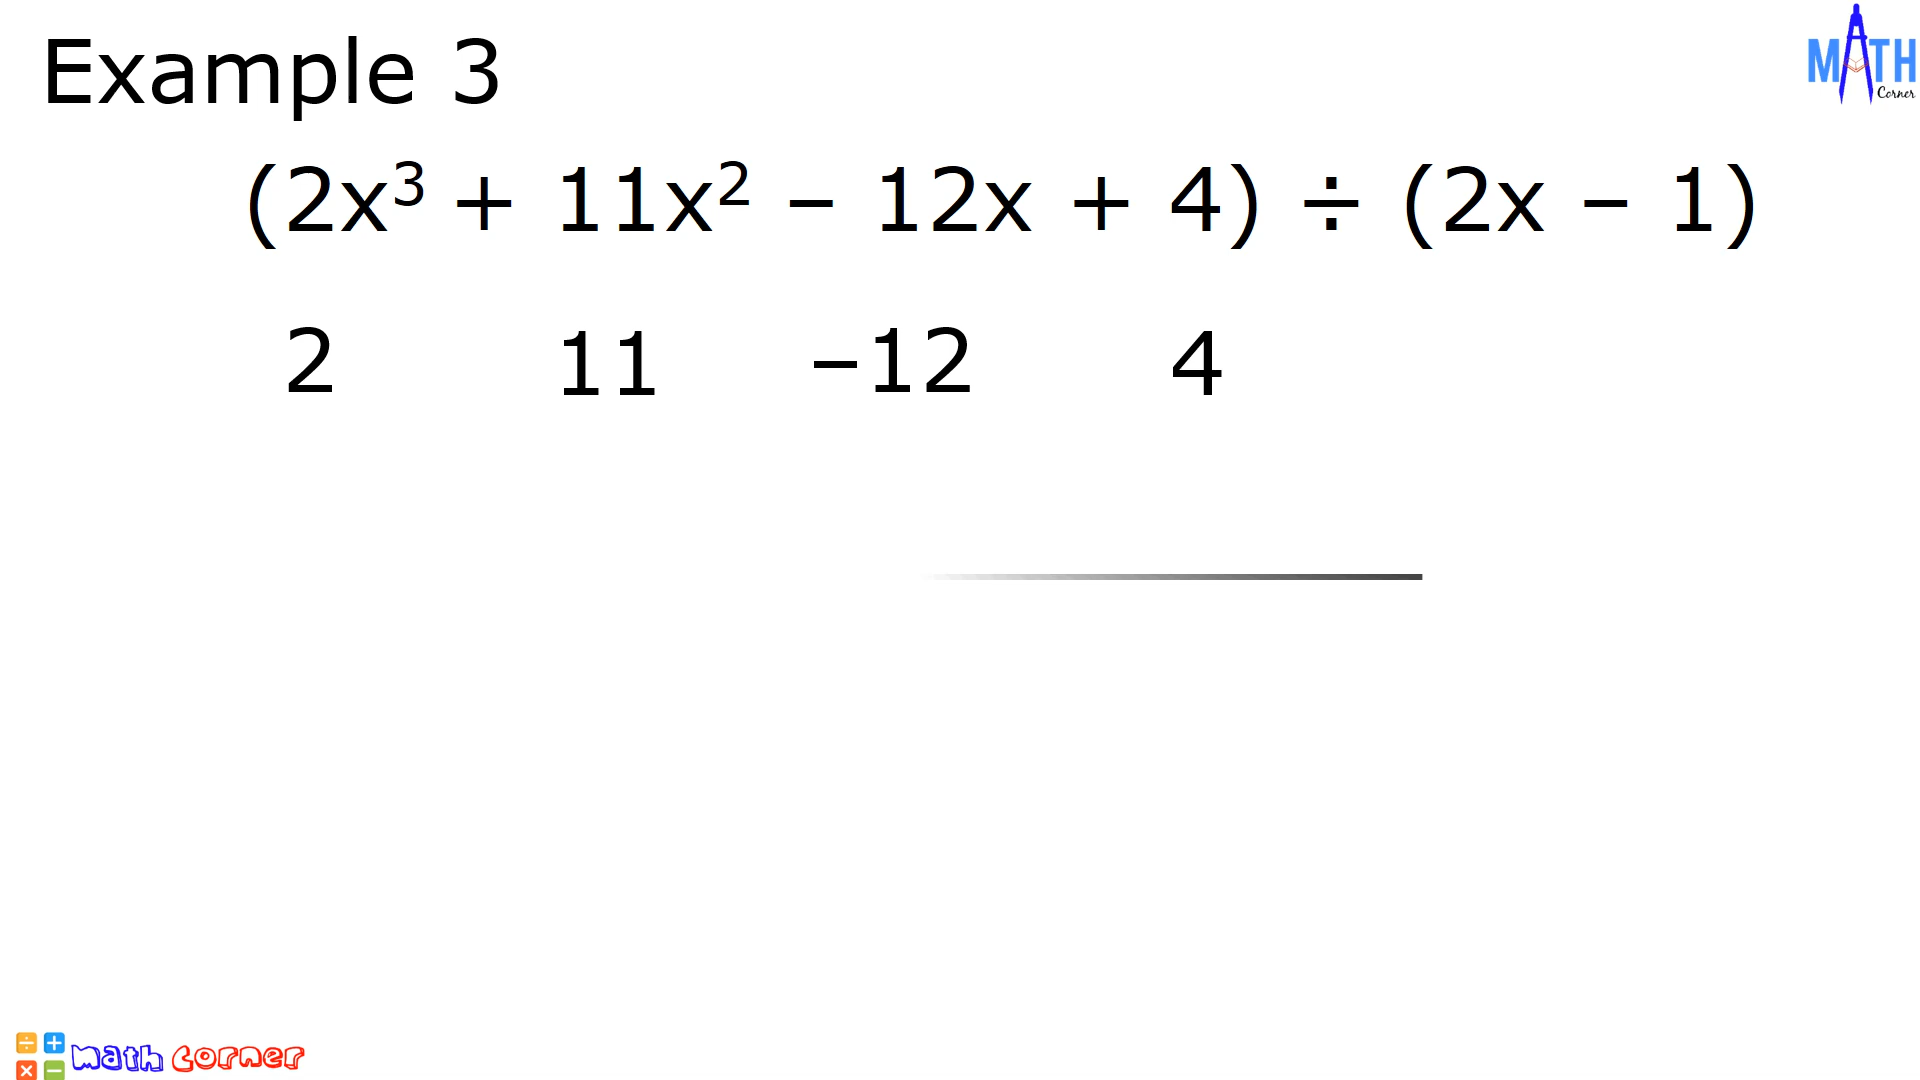 Example 3
MATH
Corner
(2x³ + 11x² – 12x + 4) ÷ (2x – 1)
2 11 –12 4
÷ +
× − math corner